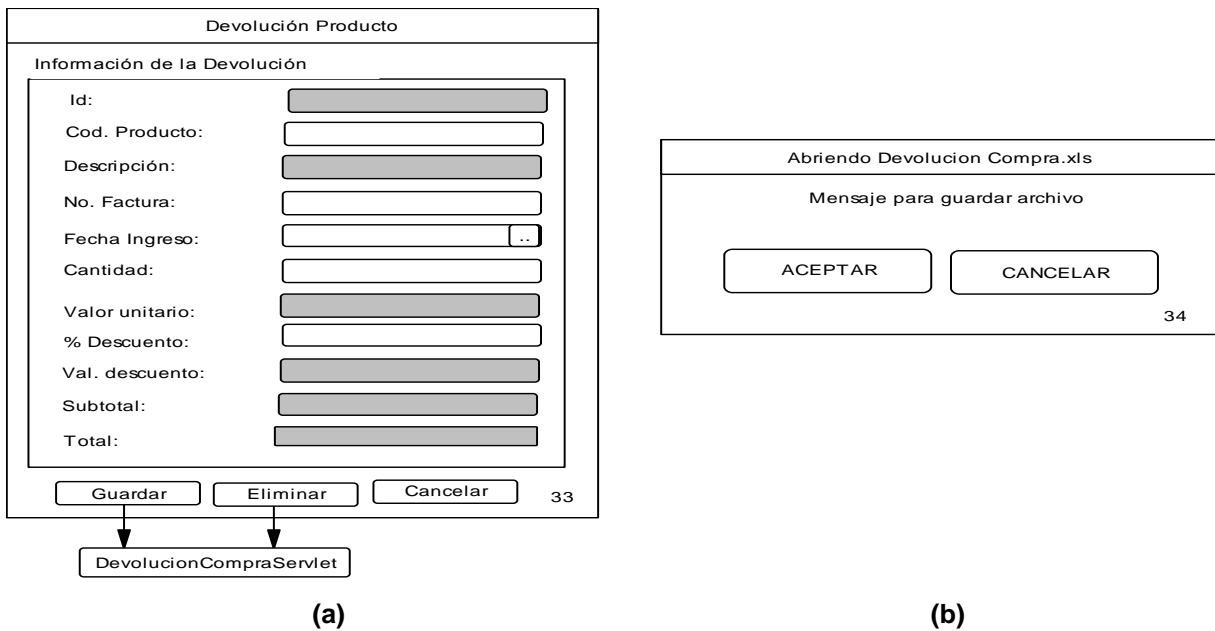 Devolución Producto
Información de la Devolución
Id:
Cod. Producto:
Descripción:
No. Factura:
Fecha Ingreso:
..
Cantidad:
Valor unitario:
% Descuento:
Val. descuento:
Subtotal:
Total:
Guardar
Eliminar
Cancelar
33
DevolucionCompraServlet
(a)
Abriendo Devolucion Compra.xls
Mensaje para guardar archivo
ACEPTAR
CANCELAR
34
(b)